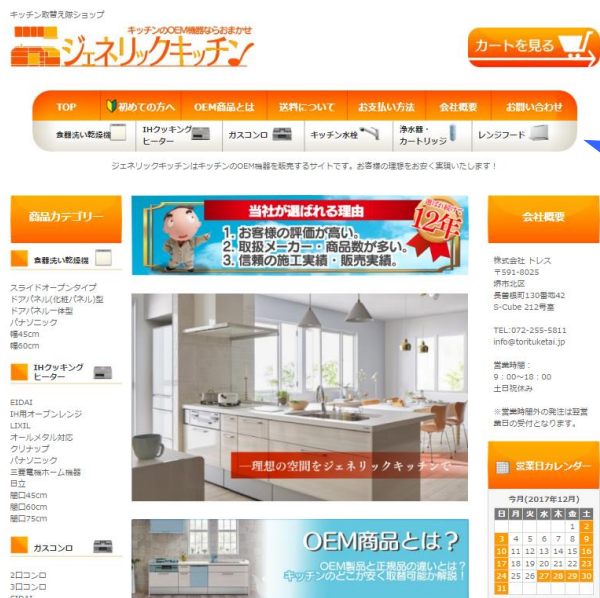 キッチン取替え隊ショップ
キッチンのOEM機器ならおまかせ
ジェネリックキッチン
カートを見る
TOP
初めての方へ
OEM商品とは
送料について
お支払い方法
会社概要
お問い合わせ
食器洗い乾燥機
IHクッキング
ヒーター
ガスコンロ
キッチン水栓
浄水器・
カートリッジ
レンジフード
ジェネリックキッチンはキッチンのOEM機器を販売するサイトです。お客様の理想をお安く実現いたします！
商品カテゴリー
食器洗い乾燥機
スライドオープンタイプ
ドアパネル(化粧パネル)型
ドアパネル一体型
パナソニック
幅45cm
幅60cm
IHクッキング
ヒーター
EIDAI
IH用オーブンレンジ
LIXIL
オールメタル対応
クリナップ
パナソニック
三菱電機ホーム機器
日立
間口45cm
間口60cm
間口75cm
ガスコンロ
2口コンロ
3口コンロ
EIDAI
当社が選ばれる理由
1. お客様の評価が高い。
2. 取扱メーカー・商品数が多い。
3. 信頼の施工実績・販売実績。
12年
―理想の空間をジェネリックキッチンで
OEM商品とは？
OEM製品と正規品の違いとは？
キッチンのどこが安く取替可能か解説！
会社概要
株式会社 トレス
〒591-8025
堺市北区
長曽根町130番地42
S-Cube 212号室
TEL:072-255-5811
info@torituketai.jp
営業時間：
9：00～18：00
土日祝休み
※営業時間外の発注は翌営
業日の受付となります。
営業日カレンダー
今月(2017年12月)
日 月 火 水 木 金 土
1 2
3 4 5 6 7 8 9
10 11 12 13 14 15 16
17 18 19 20 21 22 23
24 25 26 27 28 29 30
31